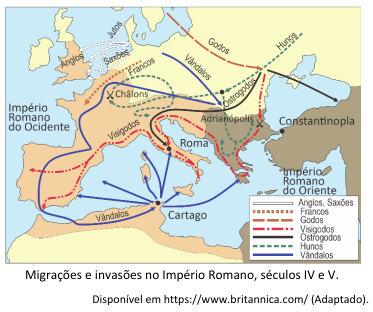 Jutos
Godos
Hunos
Anglos
Saxões
Francos
Vândalos
Ostrogodos
Châlons
Império
Romano
do Ocidente
Adrianópolis
Constantinopla
Visigodos
Roma
Império
Romano
do Oriente
Vândalos
Cartago
Anglos, Saxões
Francos
Godos
Visigodos
Ostrogodos
Hunos
Vândalos
Migrações e invasões no Império Romano, séculos IV e V.
Disponível em https://www.britannica.com/ (Adaptado).